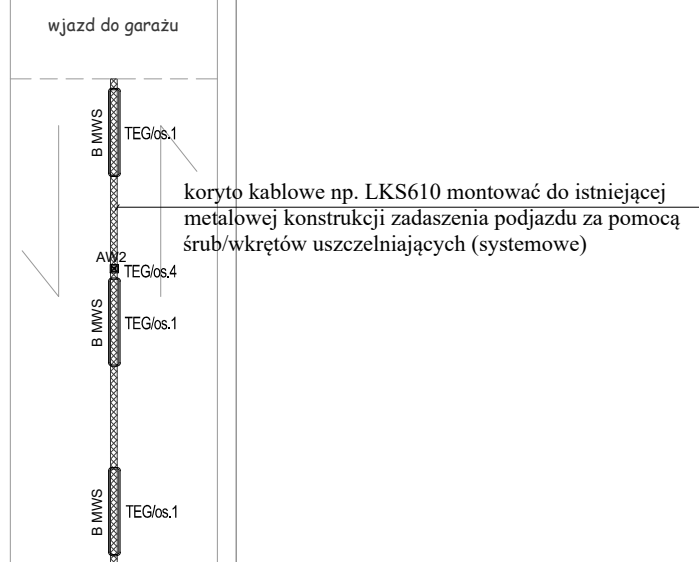 wjazd do garażu
B MWS
TEG/os.1
koryto kablowe np. LKS610 montować do istniejącej
metalowej konstrukcji zadaszenia podjazdu za pomocą
śrub/wkrętów uszczelniających (systemowe)
AW2
TEG/os.4
B MWS
TEG/os.1
B MWS
TEG/os.1